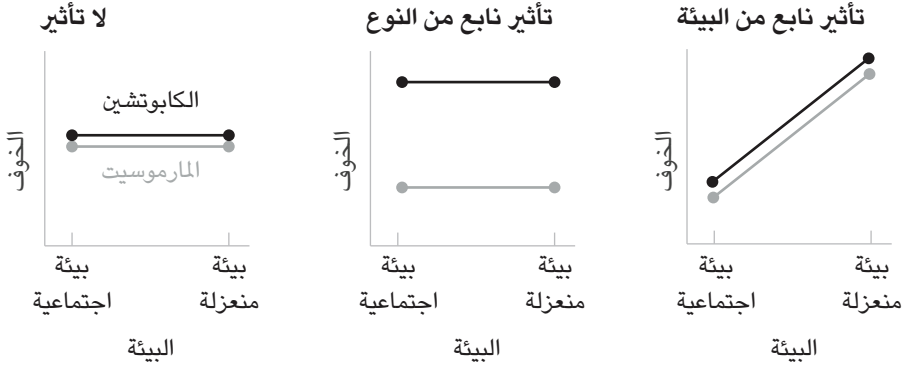 تأثير نابع من البيئة
الخوف
بيئة اجتماعية
بيئة منعزلة
البيئة
تأثير نابع من النوع
الخوف
بيئة اجتماعية
بيئة منعزلة
البيئة
لا تأثير
الكابوتشين
المارموسيت
الخوف
بيئة اجتماعية
بيئة منعزلة
البيئة